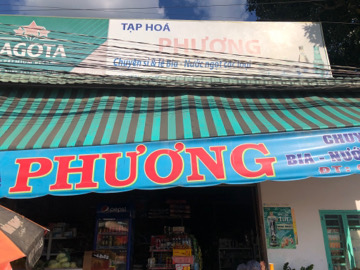 AGOTA
TẠP HOÁ
PHƯƠNG
Chuyên sỉ & lẻ Bia - Nước ngọt các loại
PHƯƠNG
CHUY
BIA - NƯỚ
Đ.T: